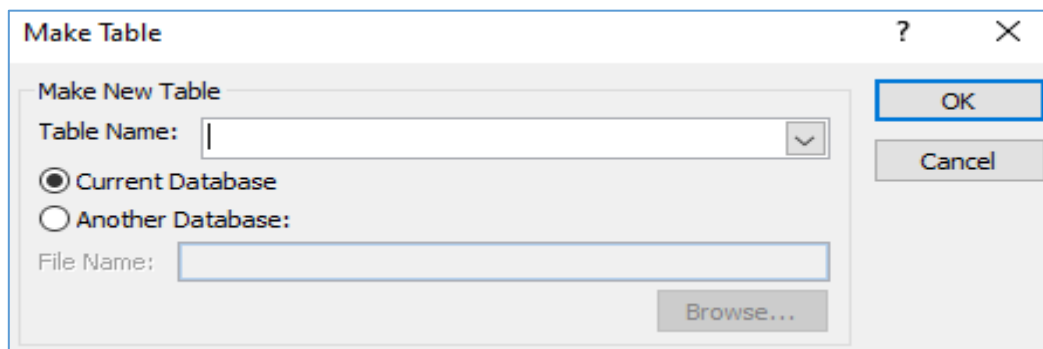 Make Table ?
Make New Table
OK
Table Name:
Cancel
Current Database
Another Database:
File Name:
Browse...